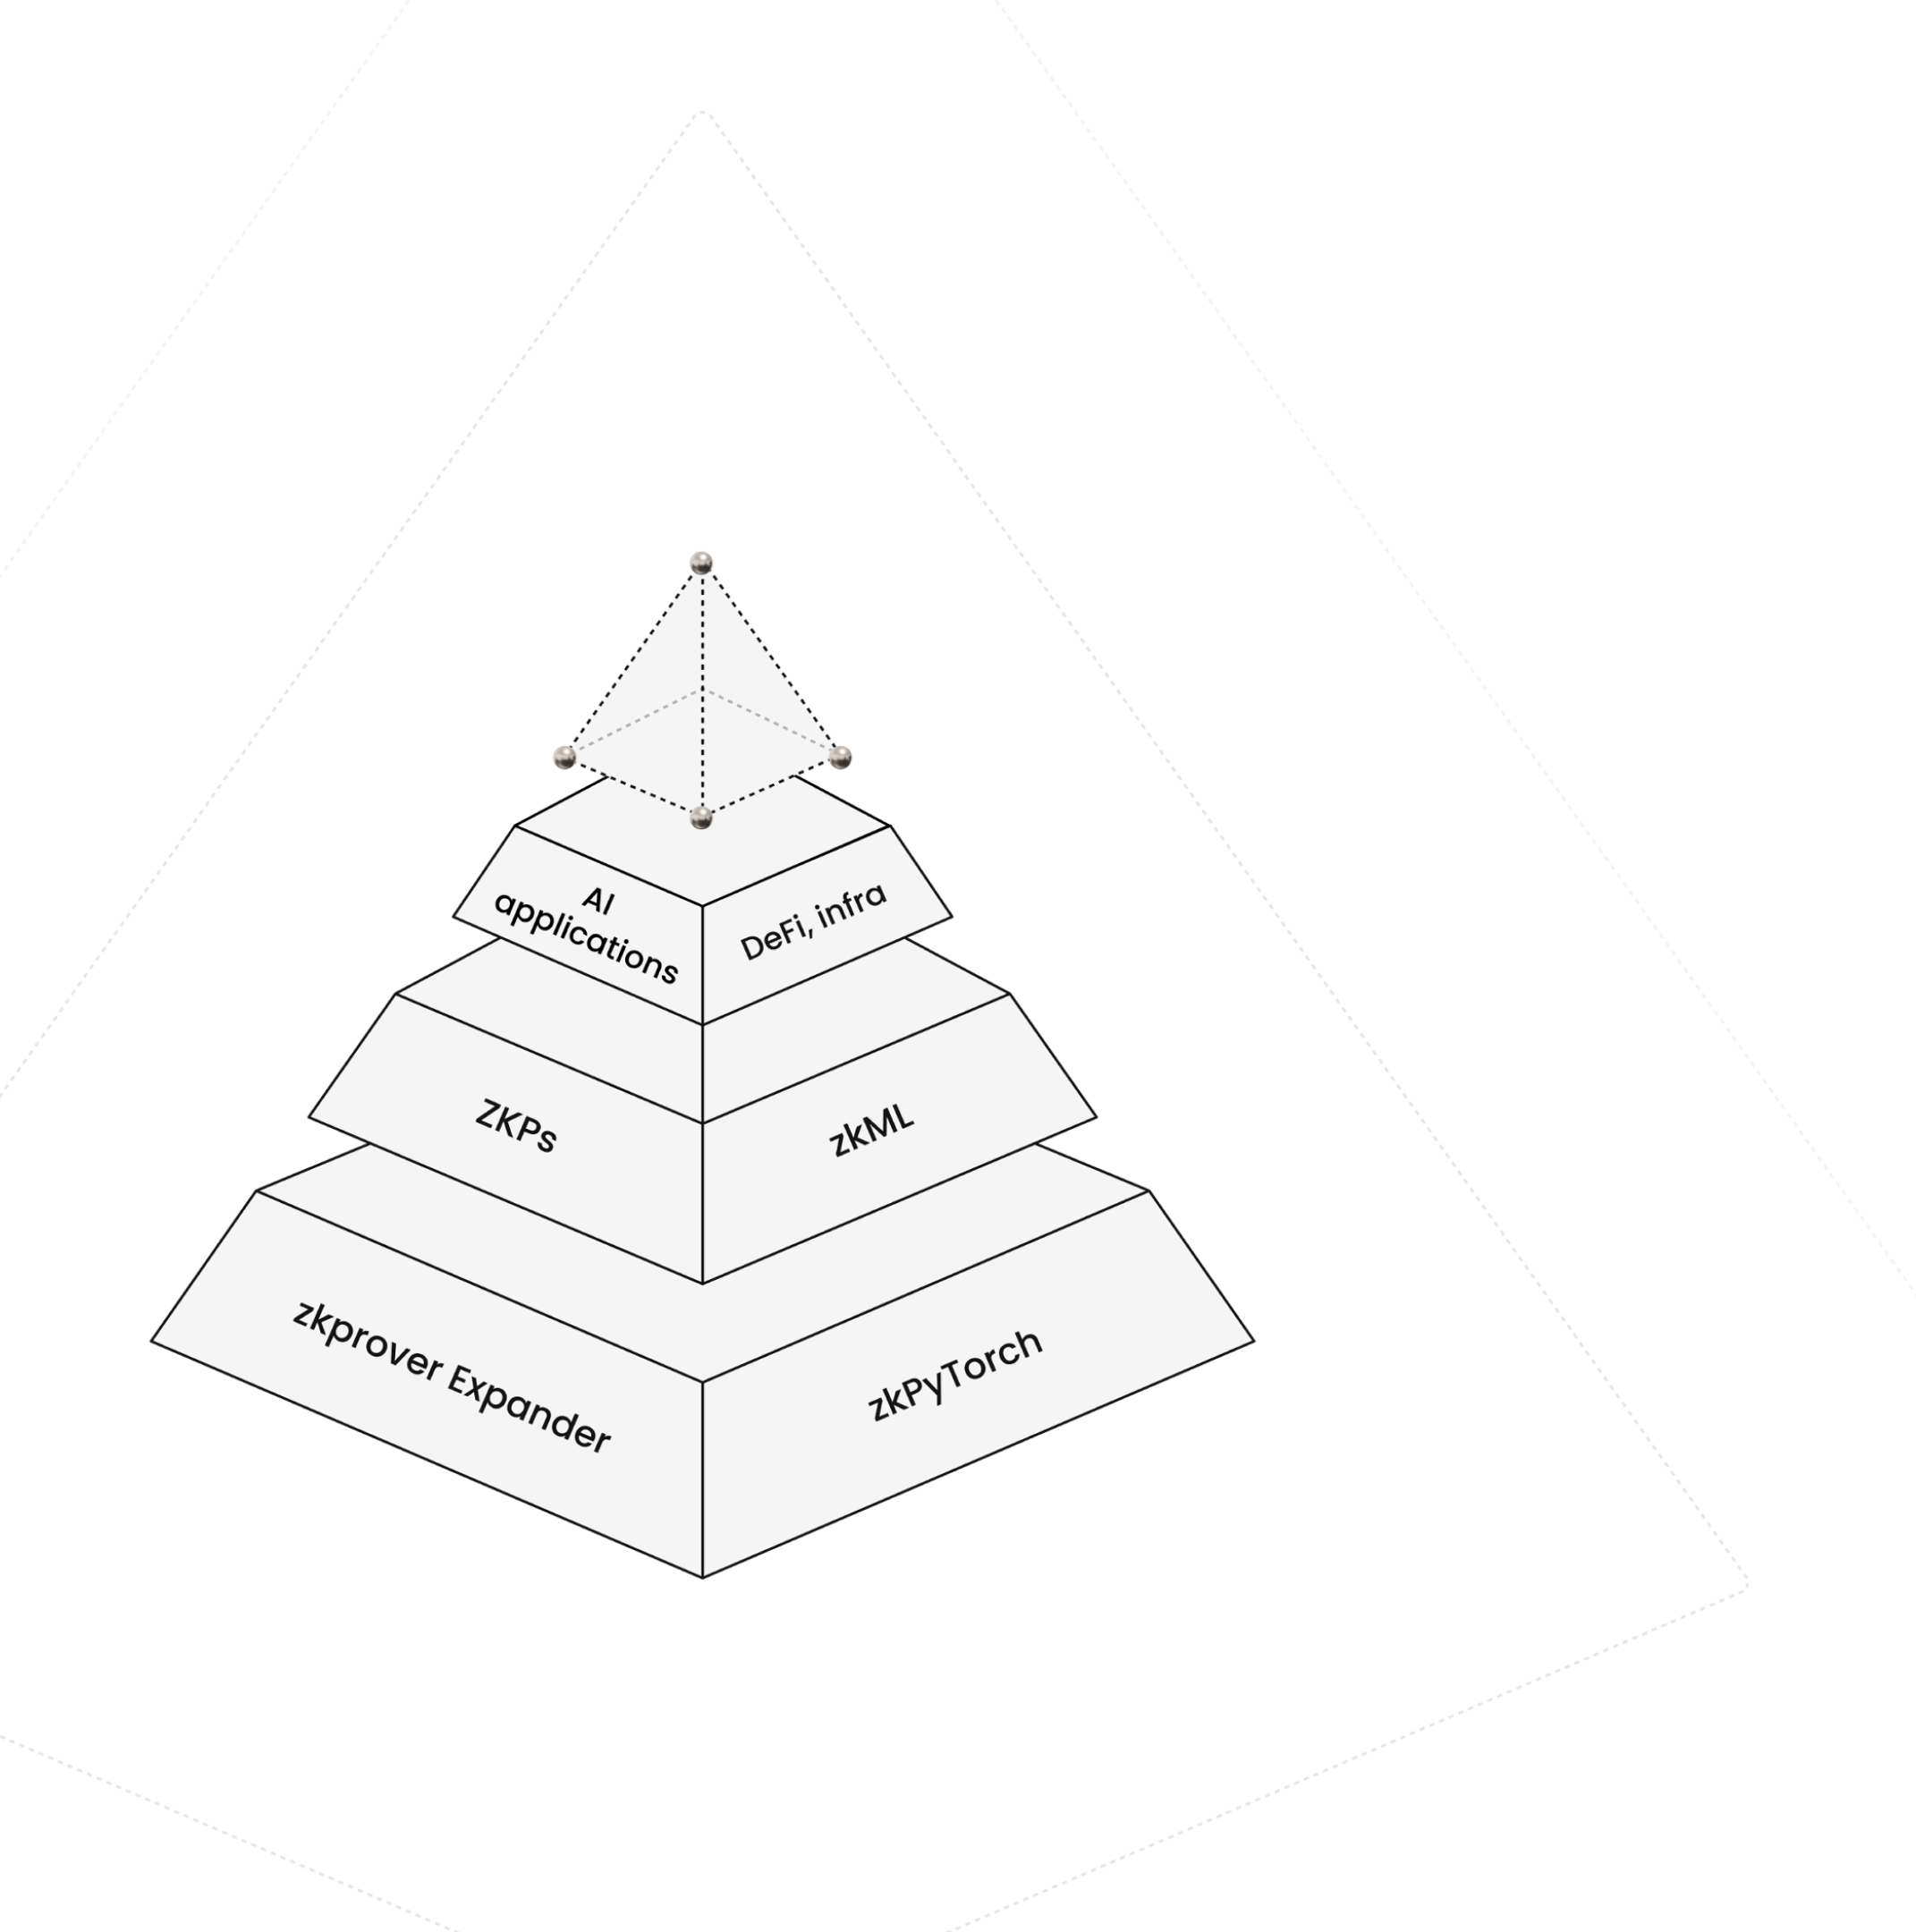 AI
applications
DeFi, infra
ZKPs
zkML
zkprover Expander
zkPyTorch